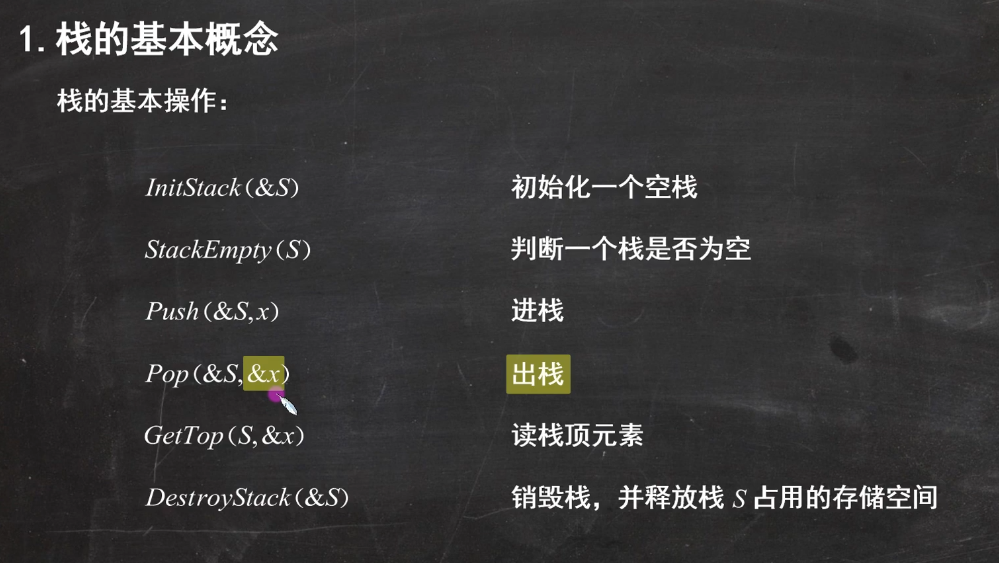 1.栈的基本概念
栈的基本操作：
InitStack(&S) 初始化一个空栈
StackEmpty(S) 判断一个栈是否为空
Push(&S,x) 进栈
Pop(&S,&x) 出栈
GetTop(S,&x) 读栈顶元素
DestroyStack(&S) 销毁栈，并释放栈 S 占用的存储空间